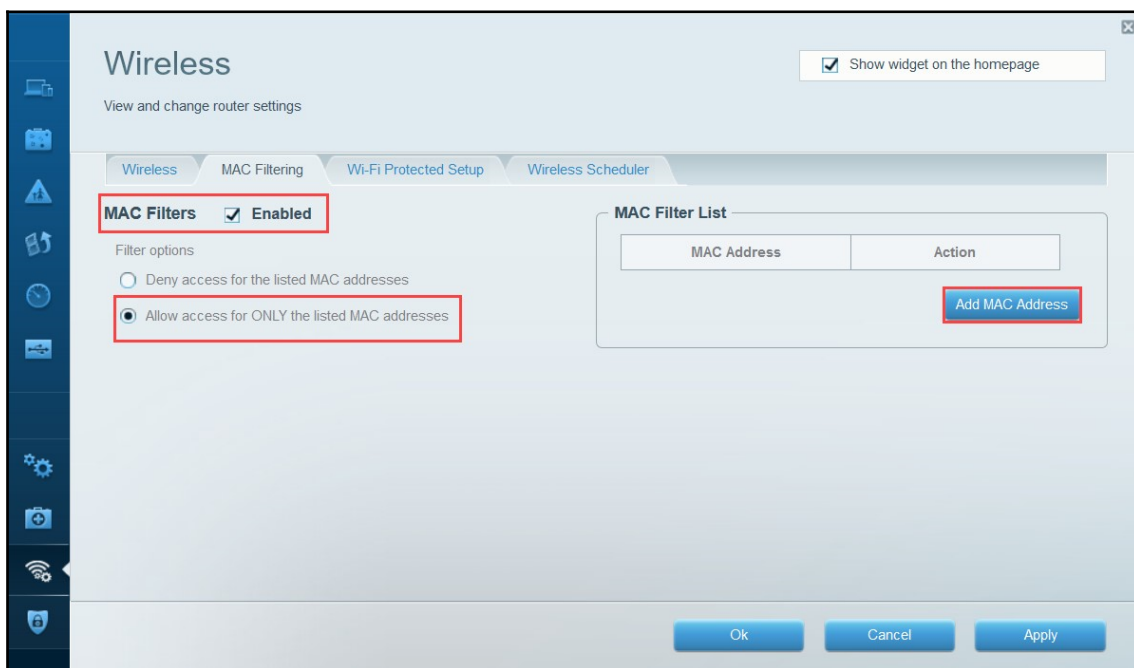 Wireless
Show widget on the homepage
View and change router settings
Wireless MAC Filtering Wi-Fi Protected Setup Wireless Scheduler
MAC Filters Enabled
MAC Filter List
Filter options
MAC Address Action
Deny access for the listed MAC addresses
Allow access for ONLY the listed MAC addresses
Add MAC Address
Ok Cancel Apply